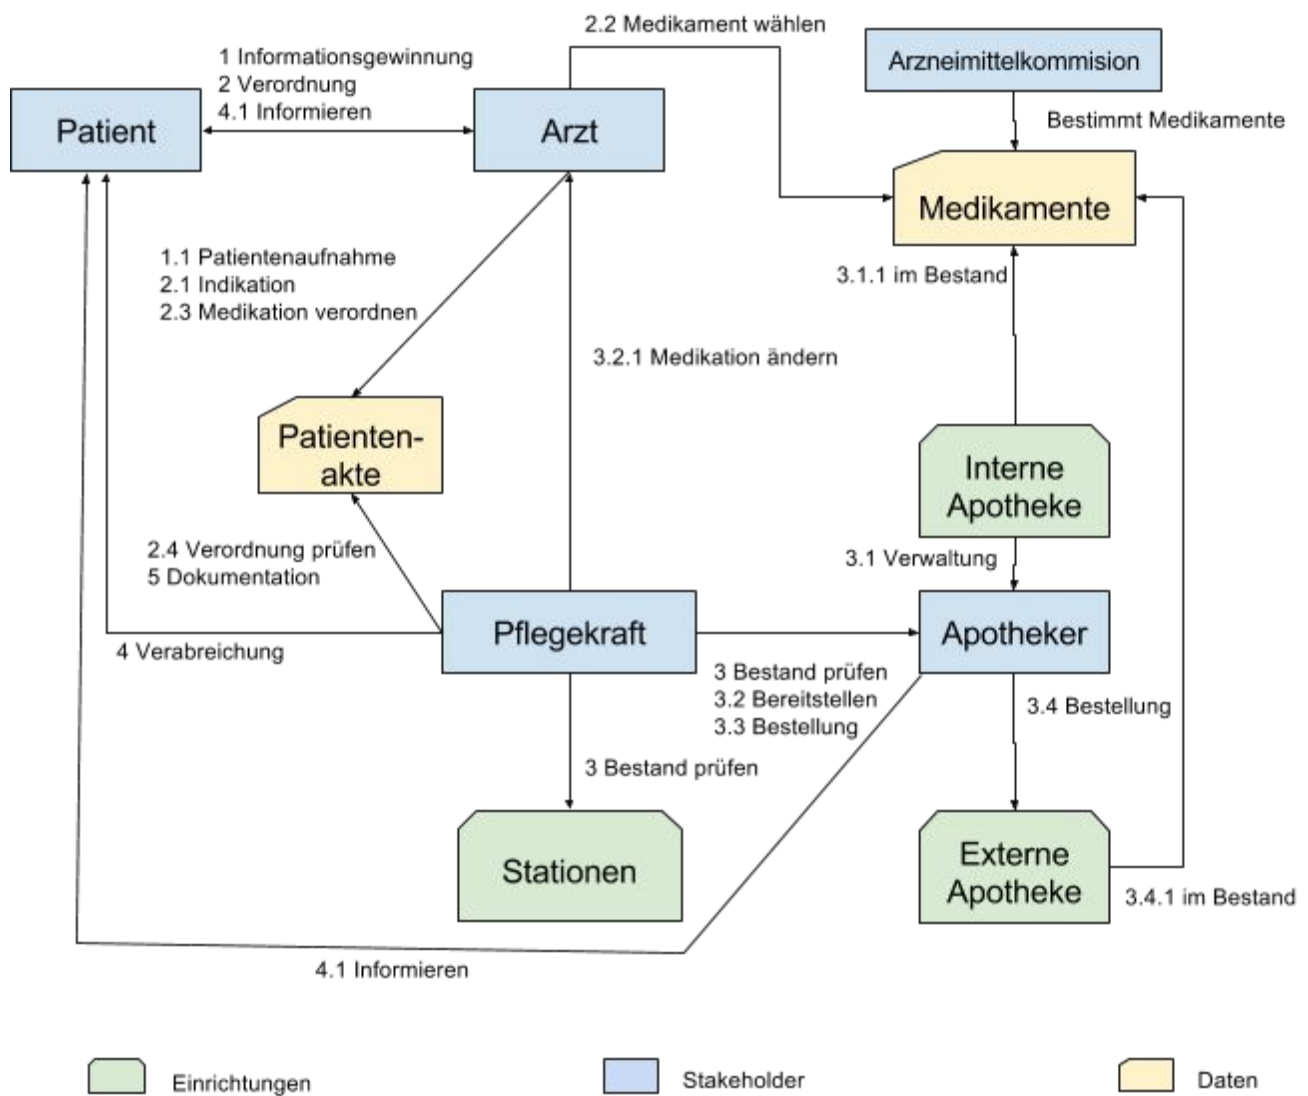 2.2 Medikament wählen
1 Informationsgewinnung
2 Verordnung
4.1 Informieren
Arzneimittelkommision
Patient
Arzt
Bestimmt Medikamente
Medikamente
1.1 Patientenaufnahme
2.1 Indikation
2.3 Medikation verordnen
3.1.1 im Bestand
3.2.1 Medikation ändern
Patienten-
akte
Interne
Apotheke
2.4 Verordnung prüfen
5 Dokumentation
3.1 Verwaltung
Pflegekraft
Apotheker
4 Verabreichung
3 Bestand prüfen
3.2 Bereitstellen
3.3 Bestellung
3.4 Bestellung
3 Bestand prüfen
Stationen
Externe
Apotheke
3.4.1 im Bestand
4.1 Informieren
Einrichtungen
Stakeholder
Daten